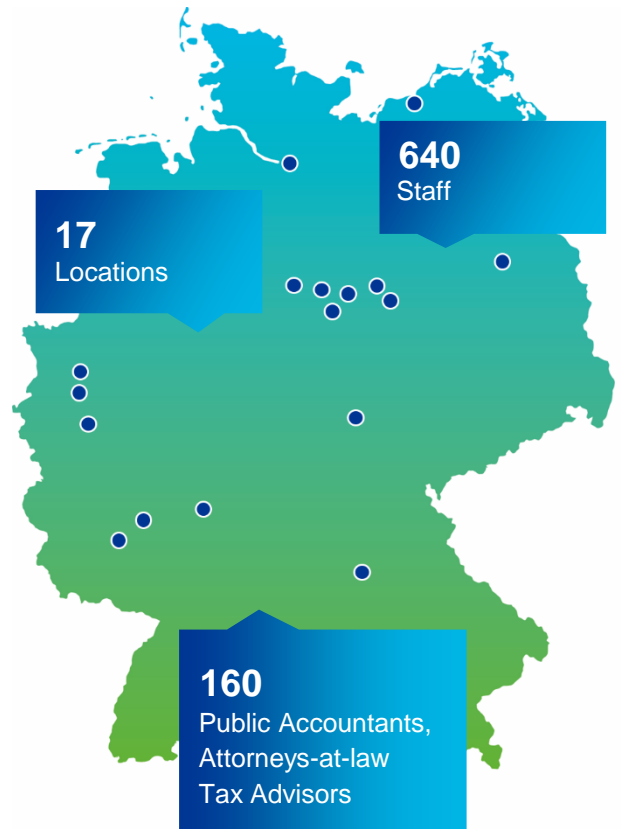 640
Staff
17
Locations
160
Public Accountants,
Attorneys-at-law
Tax Advisors